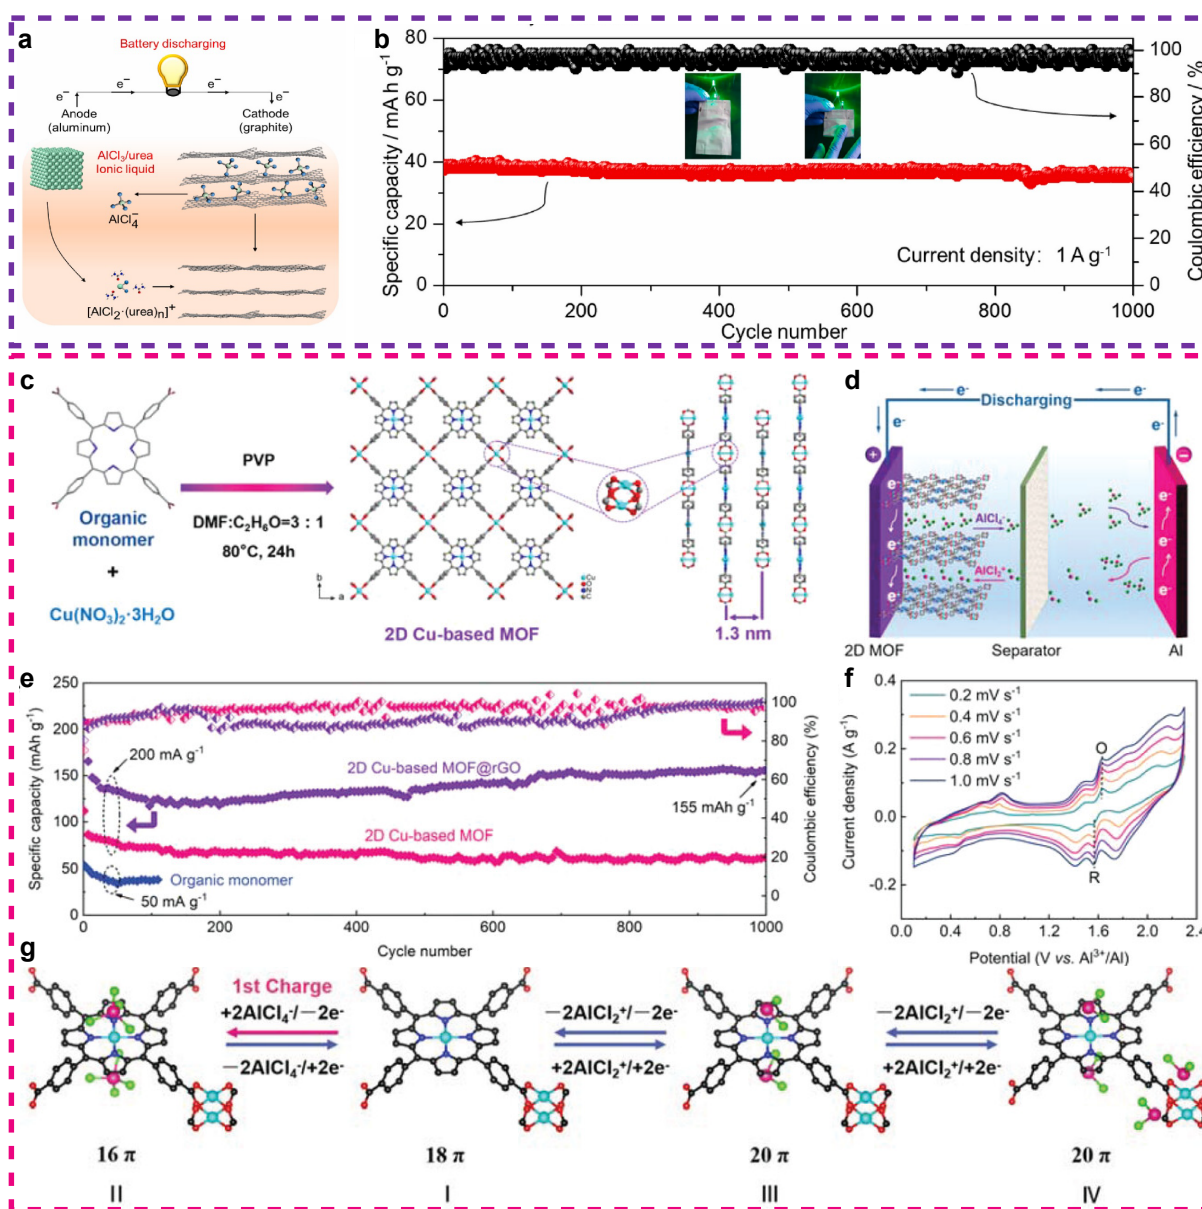 a
Battery discharging
e⁻
e⁻
e⁻
e⁻
Anode
(aluminum)
Cathode
(graphite)
AlCl₃/urea
Ionic liquid
AlCl₄⁻
[AlCl₂·(urea)ₙ]⁺
b
Specific capacity / mA h g⁻¹
80
60
40
20
0
100
80
60
40
20
0
Coulombic efficiency / %
Current density: 1 A g⁻¹
0 200 400 600 800 1000
Cycle number
c
Organic
monomer
+
Cu(NO₃)₂·3H₂O
PVP
DMF:C₂H₆O=3 : 1
80°C, 24h
b
a
2D Cu-based MOF
1.3 nm
d
e⁻
e⁻
Discharging
e⁻
e⁻
+
−
e⁻
e⁻
e⁻
AlCl₄⁻
AlCl₂⁺
e⁻
e⁻
e⁻
2D MOF
Separator
Al
e
Specific capacity (mAh g⁻¹)
250
200
150
100
50
0
100
80
60
40
20
0
Coulombic efficiency (%)
200 mA g⁻¹
2D Cu-based MOF@rGO
155 mAh g⁻¹
2D Cu-based MOF
Organic monomer
50 mA g⁻¹
0 200 400 600 800 1000
Cycle number
f
Current density (A g⁻¹)
0.4
0.2
0.0
-0.2
0.2 mV s⁻¹
0.4 mV s⁻¹
0.6 mV s⁻¹
0.8 mV s⁻¹
1.0 mV s⁻¹
O
R
0.0 0.4 0.8 1.2 1.6 2.0 2.4
Potential (V vs. Al³⁺/Al)
g
1st Charge
+2AlCl₄⁻/−2e⁻
−2AlCl₄⁻/+2e⁻
−2AlCl₂⁺/−2e⁻
+2AlCl₂⁺/+2e⁻
−2AlCl₂⁺/−2e⁻
+2AlCl₂⁺/+2e⁻
16 π
18 π
20 π
20 π
II
I
III
IV